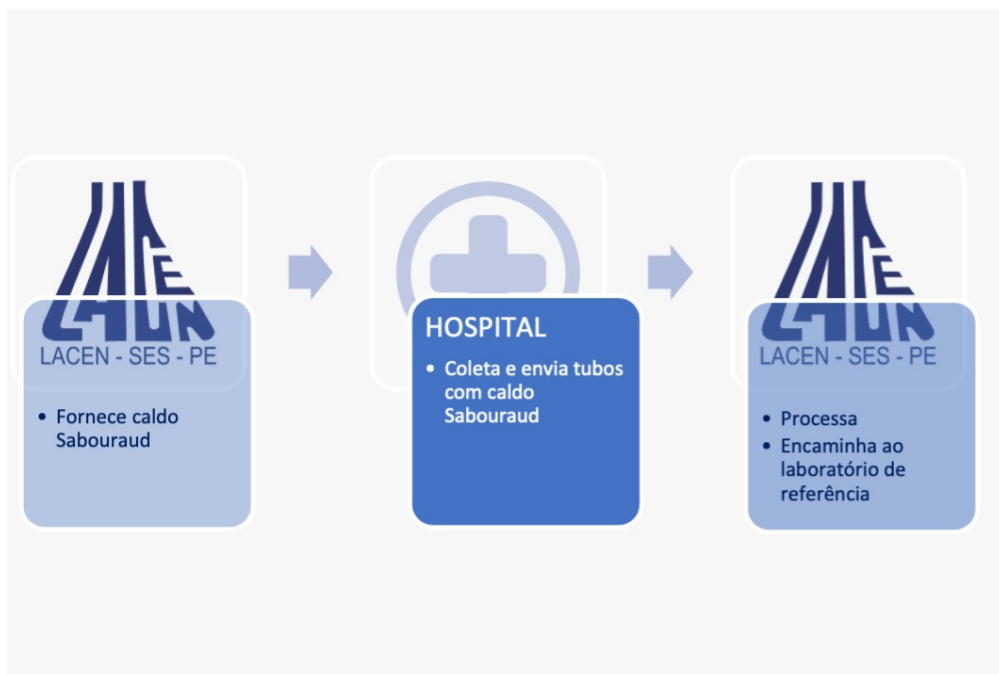 LACEN
LACEN - SES - PE
• Fornece caldo
Sabouraud
HOSPITAL
• Coleta e envia tubos
com caldo
Sabouraud
LACEN
LACEN - SES - PE
• Processa
• Encaminha ao
laboratório de
referência